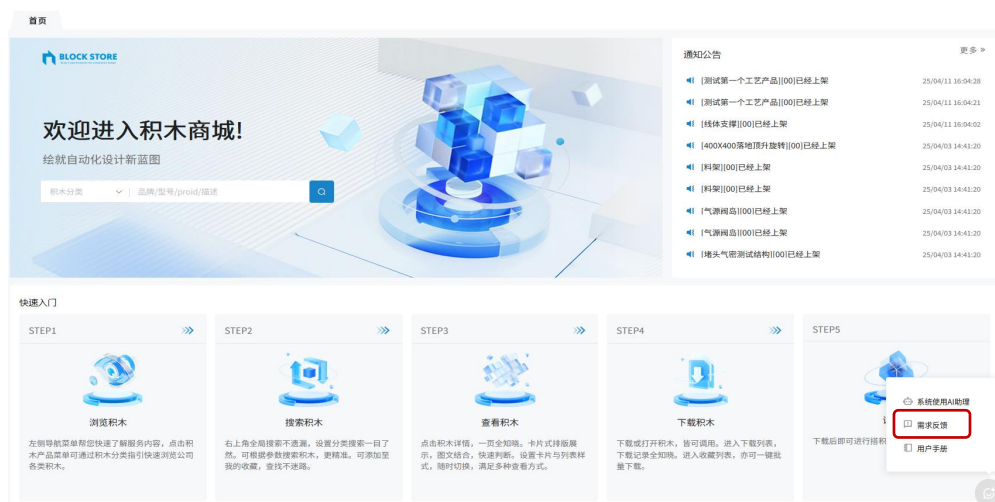 首页
BLOCK STORE
欢迎进入积木商城!
绘就自动化设计新蓝图
积木分类
品牌/型号/proid/描述
通知公告
更多 »
[测试第一个工艺产品][00]已经上架
25/04/11 16:04:28
[测试第一个工艺产品][00]已经上架
25/04/11 16:04:21
[线体支撑][00]已经上架
25/04/11 16:04:02
[400X400落地顶升旋转][00]已经上架
25/04/03 14:41:20
[料架][00]已经上架
25/04/03 14:41:20
[料架][00]已经上架
25/04/03 14:41:20
[气源阀岛][00]已经上架
25/04/03 14:41:20
[气源阀岛][00]已经上架
25/04/03 14:41:20
[堵头气密测试结构][00]已经上架
25/04/03 14:41:20
快速入门
STEP1
浏览积木
左侧导航菜单帮您快速了解服务内容，点击积
木产品菜单可通过积木分类指引快速浏览公司
各类积木。
STEP2
搜索积木
右上角全局搜索不遗漏，设置分类搜索一目了
然。可根据参数搜索积木，更精准。可添加至
我的收藏，查找不迷路。
STEP3
查看积木
点击积木详情，一页全知晓。卡片式排版展
示，图文结合，快速判断。设置卡片与列表样
式，随时切换，满足多种查看方式。
STEP4
下载积木
下载或打开积木，皆可调用。进入下载列表，
下载记录全知晓。进入收藏列表，亦可一键批
量下载。
STEP5
下载后即可进行搭积
系统使用AI助理
需求反馈
用户手册